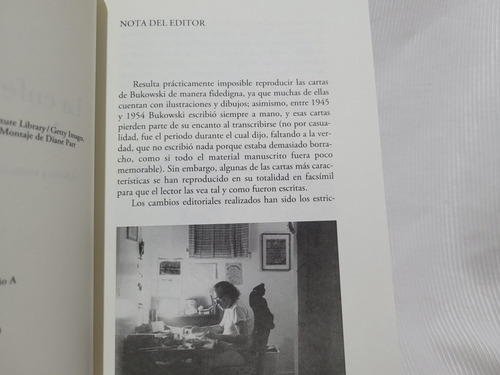 NOTA DEL EDITOR
Resulta prácticamente imposible reproducir las cartas
de Bukowski de manera fidedigna, ya que muchas de ellas
cuentan con ilustraciones y dibujos; asimismo, entre 1945
y 1954 Bukowski escribió siempre a mano, y esas cartas
pierden parte de su encanto al transcribirse (no por casua-
lidad, fue el periodo durante el cual dijo, faltando a la ver-
dad, que no escribió nada porque estaba demasiado borra-
cho, como si todo el material manuscrito fuera poco
memorable). Sin embargo, algunas de las cartas más carac-
terísticas se han reproducido en su totalidad en facsímil
para que el lector las vea tal y como fueron escritas.
Los cambios editoriales realizados han sido los estric-
ture Library / Getty Images,
Montaje de Diane Parr
A